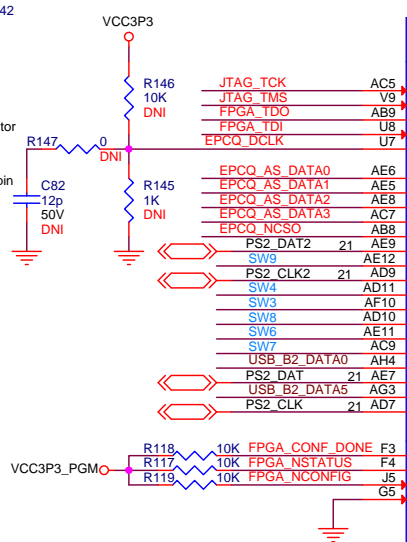 42
VCC3P3
R146
10K
DNI
tor
R147 0
DNI
pin
C82
12p
50V
DNI
R145
1K
DNI
JTAG_TCK AC5
JTAG_TMS V9
FPGA_TDO AB9
FPGA_TDI U8
EPCQ_DCLK U7
EPCQ_AS_DATA0 AE6
EPCQ_AS_DATA1 AE5
EPCQ_AS_DATA2 AE8
EPCQ_AS_DATA3 AC7
EPCQ_NCSO AB8
PS2_DAT2 21 AE9
SW9 AE12
PS2_CLK2 21 AD9
SW4 AD11
SW3 AF10
SW8 AD10
SW6 AE11
SW7 AC9
USB_B2_DATA0 AH4
PS2_DAT 21 AE7
USB_B2_DATA5 AG3
PS2_CLK 21 AD7
VCC3P3_PGM
R118 10K FPGA_CONF_DONE F3
R117 10K FPGA_NSTATUS F4
R119 10K FPGA_NCONFIG J5
G5